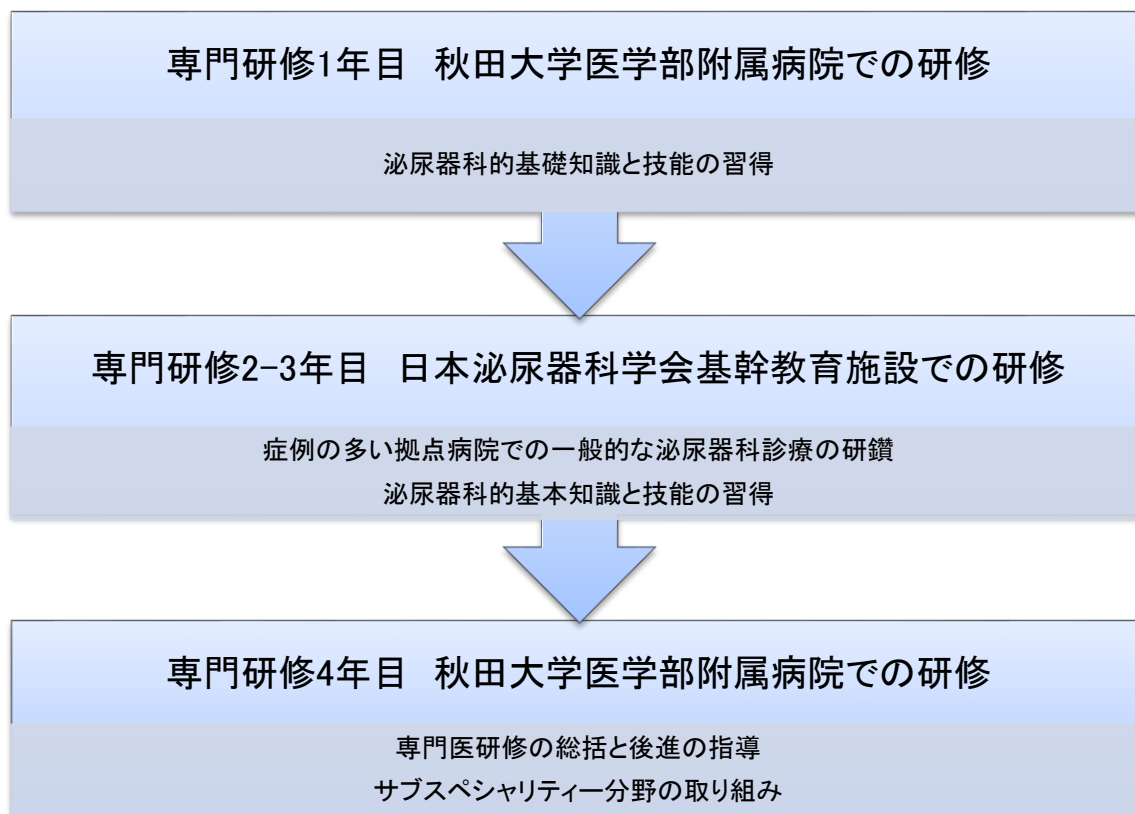 専門研修1年目　秋田大学医学部附属病院での研修
泌尿器科的基礎知識と技能の習得
専門研修2-3年目　日本泌尿器科学会基幹教育施設での研修
症例の多い拠点病院での一般的な泌尿器科診療の研鑽
泌尿器科的基本知識と技能の習得
専門研修4年目　秋田大学医学部附属病院での研修
専門医研修の総括と後進の指導
サブスペシャリティー分野の取り組み